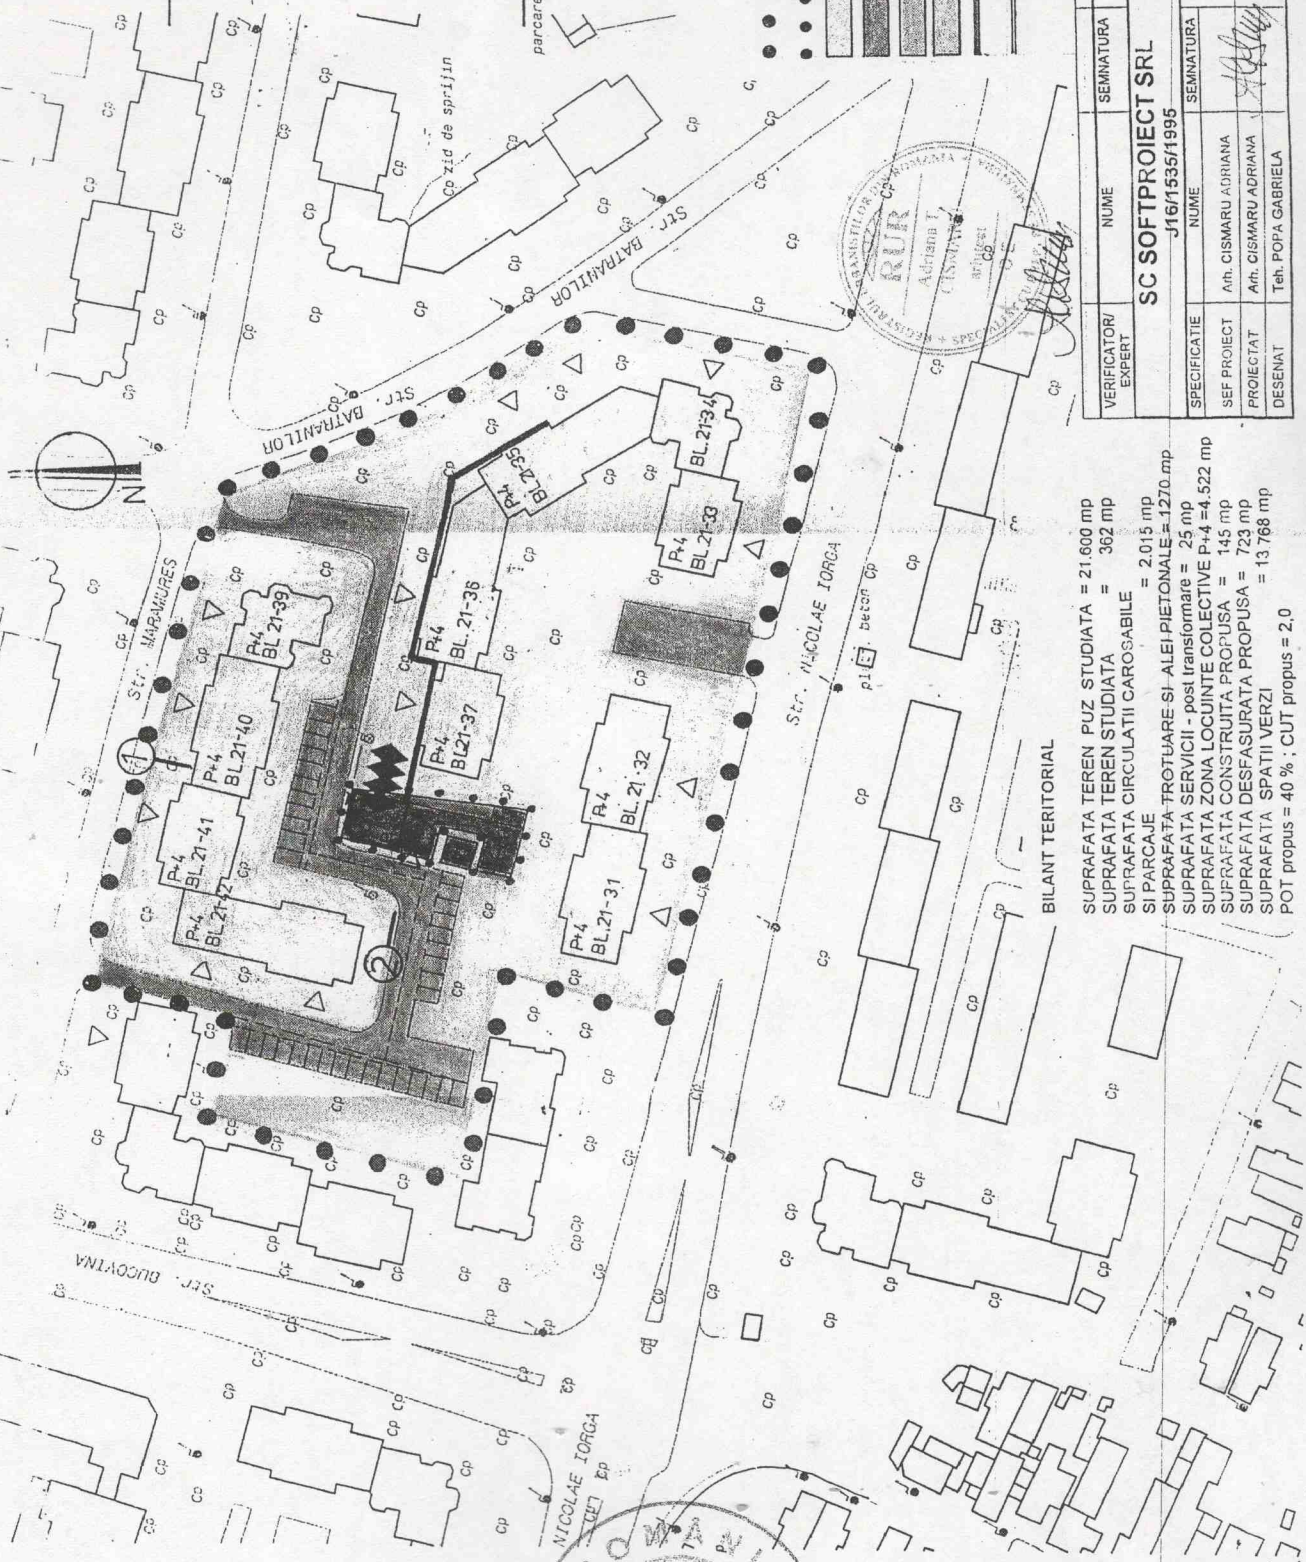 parcare
zid de sprijin
Str. BATRANILOR
Str. BATRANILOR
Str. MARAMURES
N
1
2
P+4
BL.21-39
P+4
BL.21-40
P+4
BL.21-41
P+4
BL.21-42
P+4
BL.21-35
P+4
BL.21-36
P+4
BL.21-37
BL.21-34
P+4
BL.21-33
P+4
BL.21-32
P+4
BL.21-31
Str. NICOLAE IORGA
beton
Str. BUCOVINA
NICOLAE IORGA
cp
RUR
Adriana I.
CISMARU
arhitect
BILANT TERITORIAL
SUPRAFATA TEREN PUZ STUDIATA = 21.600 mp
SUPRAFATA TEREN STUDIATA = 362 mp
SUPRAFATA CIRCULATII CAROSABILE
SI PARCAJE = 2.015 mp
SUPRAFATA TROTUARE SI ALEI PIETONALE = 1270 mp
SUPRAFATA SERVICII - post transformare = 25 mp
SUPRAFATA ZONA LOCUINTE COLECTIVE P+4 =4.522 mp
SUPRAFATA CONSTRUITA PROPUSA = 145 mp
SUPRAFATA DESFASURATA PROPUSA = 723 mp
SUPRAFATA SPATII VERZI = 13 768 mp
POT propus = 40 % ; CUT propus = 2,0
VERIFICATOR/ EXPERT NUME SEMNATURA
SC SOFTPROIECT SRL
J16/1535/1995
SPECIFICATIE NUME SEMNATURA
SEF PROIECT Arh. CISMARU ADRIANA
PROIECTAT Arh. CISMARU ADRIANA
DESENAT Teh. POPA GABRIELA